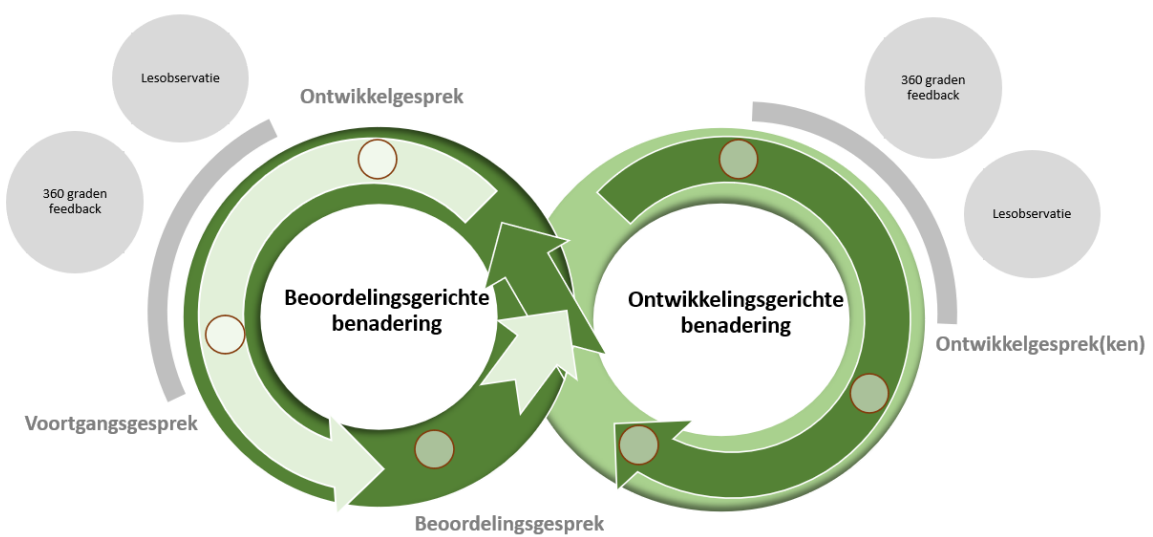 Lesobservatie
360 graden
feedback
Ontwikkelgesprek
360 graden
feedback
Lesobservatie
Beoordelingsgerichte
benadering
Ontwikkelingsgerichte
benadering
Ontwikkelgesprek(ken)
Voortgangsgesprek
Beoordelingsgesprek